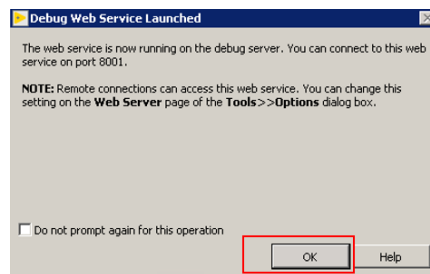 Debug Web Service Launched
The web service is now running on the debug server. You can connect to this web
service on port 8001.
NOTE: Remote connections can access this web service. You can change this
setting on the Web Server page of the Tools>>Options dialog box.
Do not prompt again for this operation
OK
Help